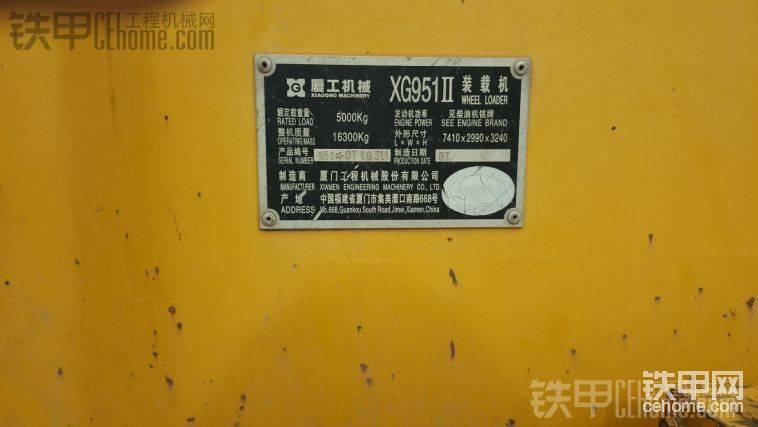 铁甲工程机械网
CEhome.com
厦工机械
XIAGONG MACHINERY
XG951II 装载机
WHEEL LOADER
额定载重量
RATED LOAD
5000Kg
发动机功率
ENGINE POWER
见柴油机铭牌
SEE ENGINE BRAND
整机质量
OPERATING MASS
16300Kg
外形尺寸
L×W×H
7410×2990×3240
产品编号
SERIAL NUMBER
制造日期
PRODUCTION DATE
07
制造商
MANUFACTURER
厦门工程机械股份有限公司
XIAMEN ENGINEERING MACHINERY CO., LTD.
产地
ADDRESS
中国福建省厦门市集美灌口南路668号
No.668,Guankou South Road,Jimei,Xiamen,China
铁甲
CEhome.com
铁甲网
cehome.com